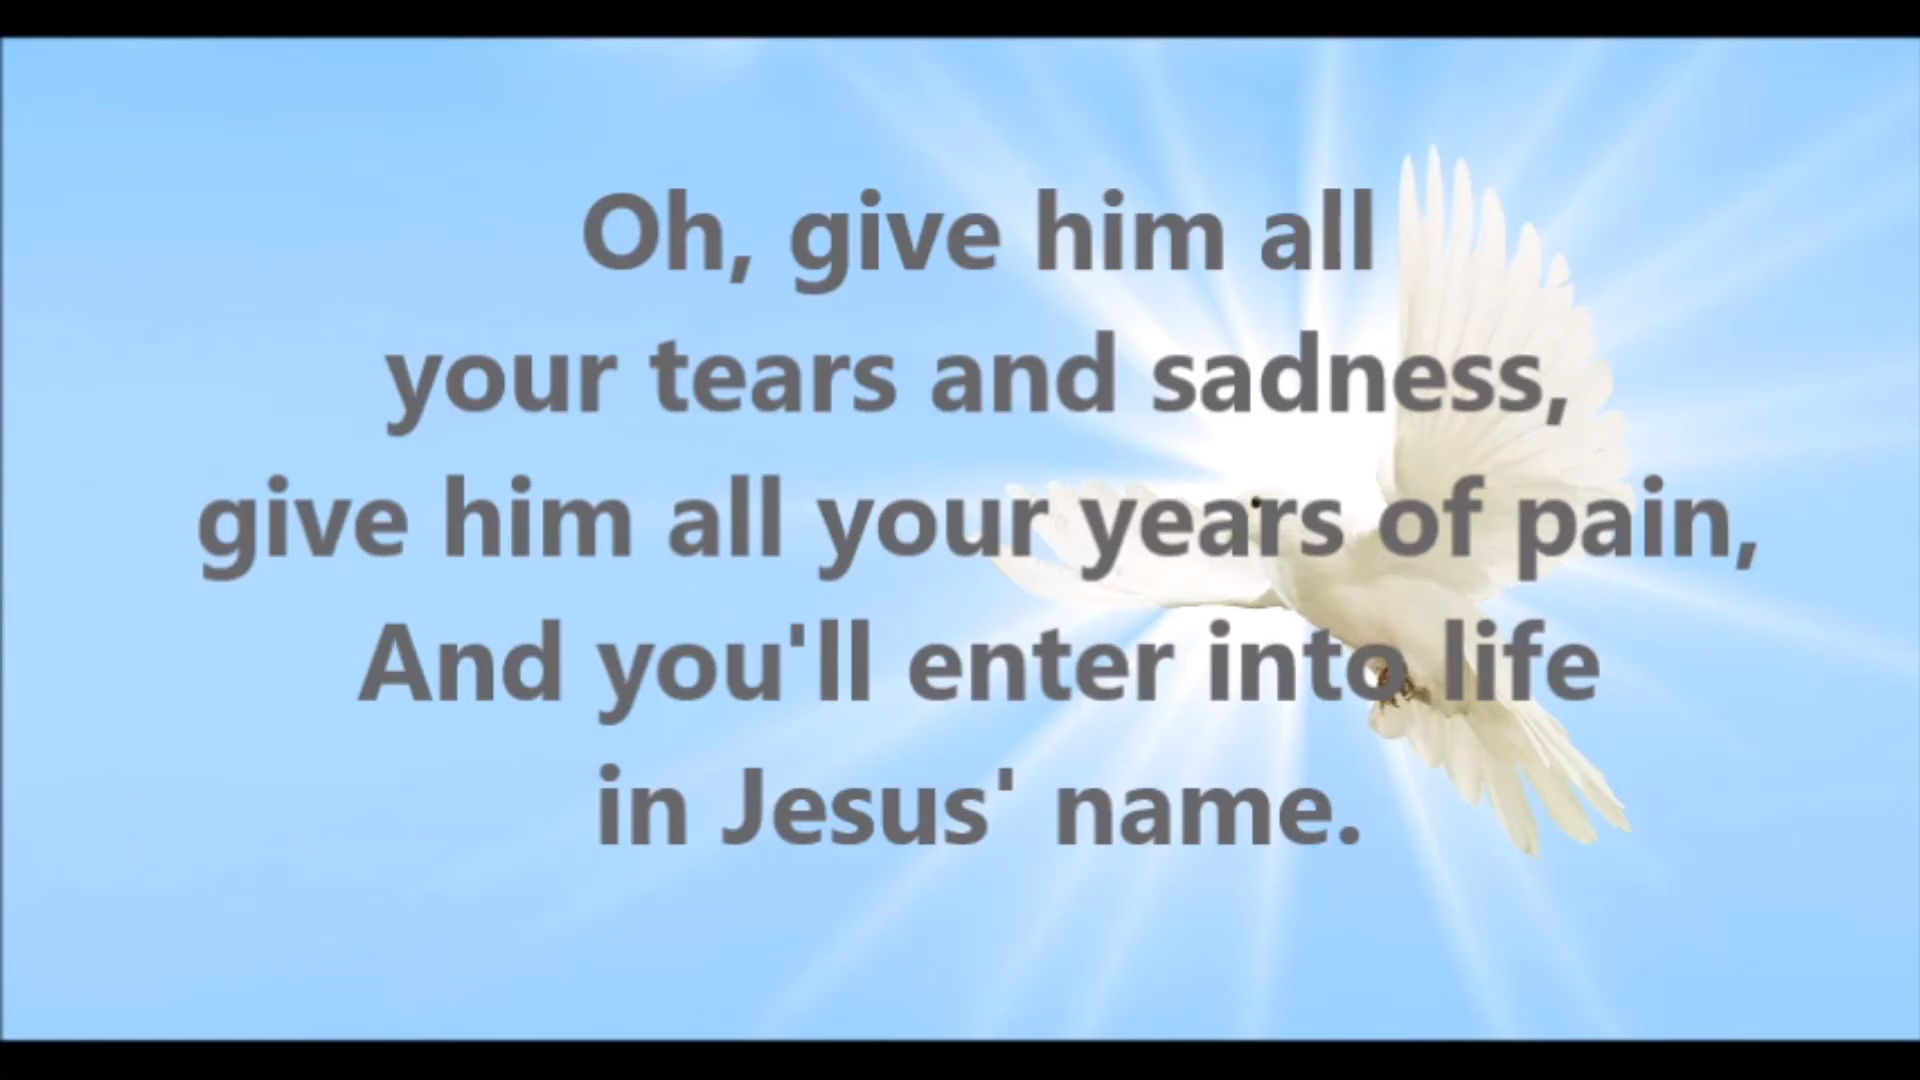 Oh, give him all
your tears and sadness,
give him all your years of pain,
And you'll enter into life
in Jesus' name.